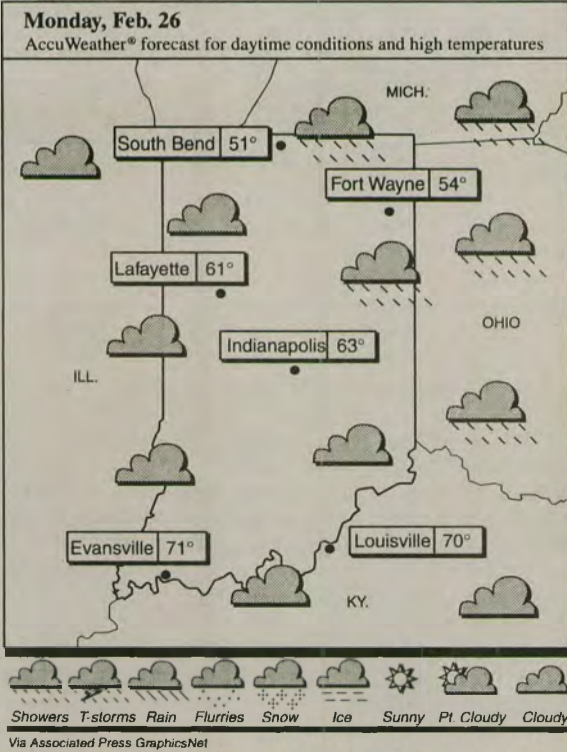 Monday, Feb. 26
AccuWeather® forecast for daytime conditions and high temperatures
MICH.
South Bend 51°
Fort Wayne 54°
Lafayette 61°
OHIO
Indianapolis 63°
ILL.
Evansville 71°
Louisville 70°
KY.
Showers T-storms Rain Flurries Snow Ice Sunny Pt. Cloudy Cloudy
Via Associated Press GraphicsNet